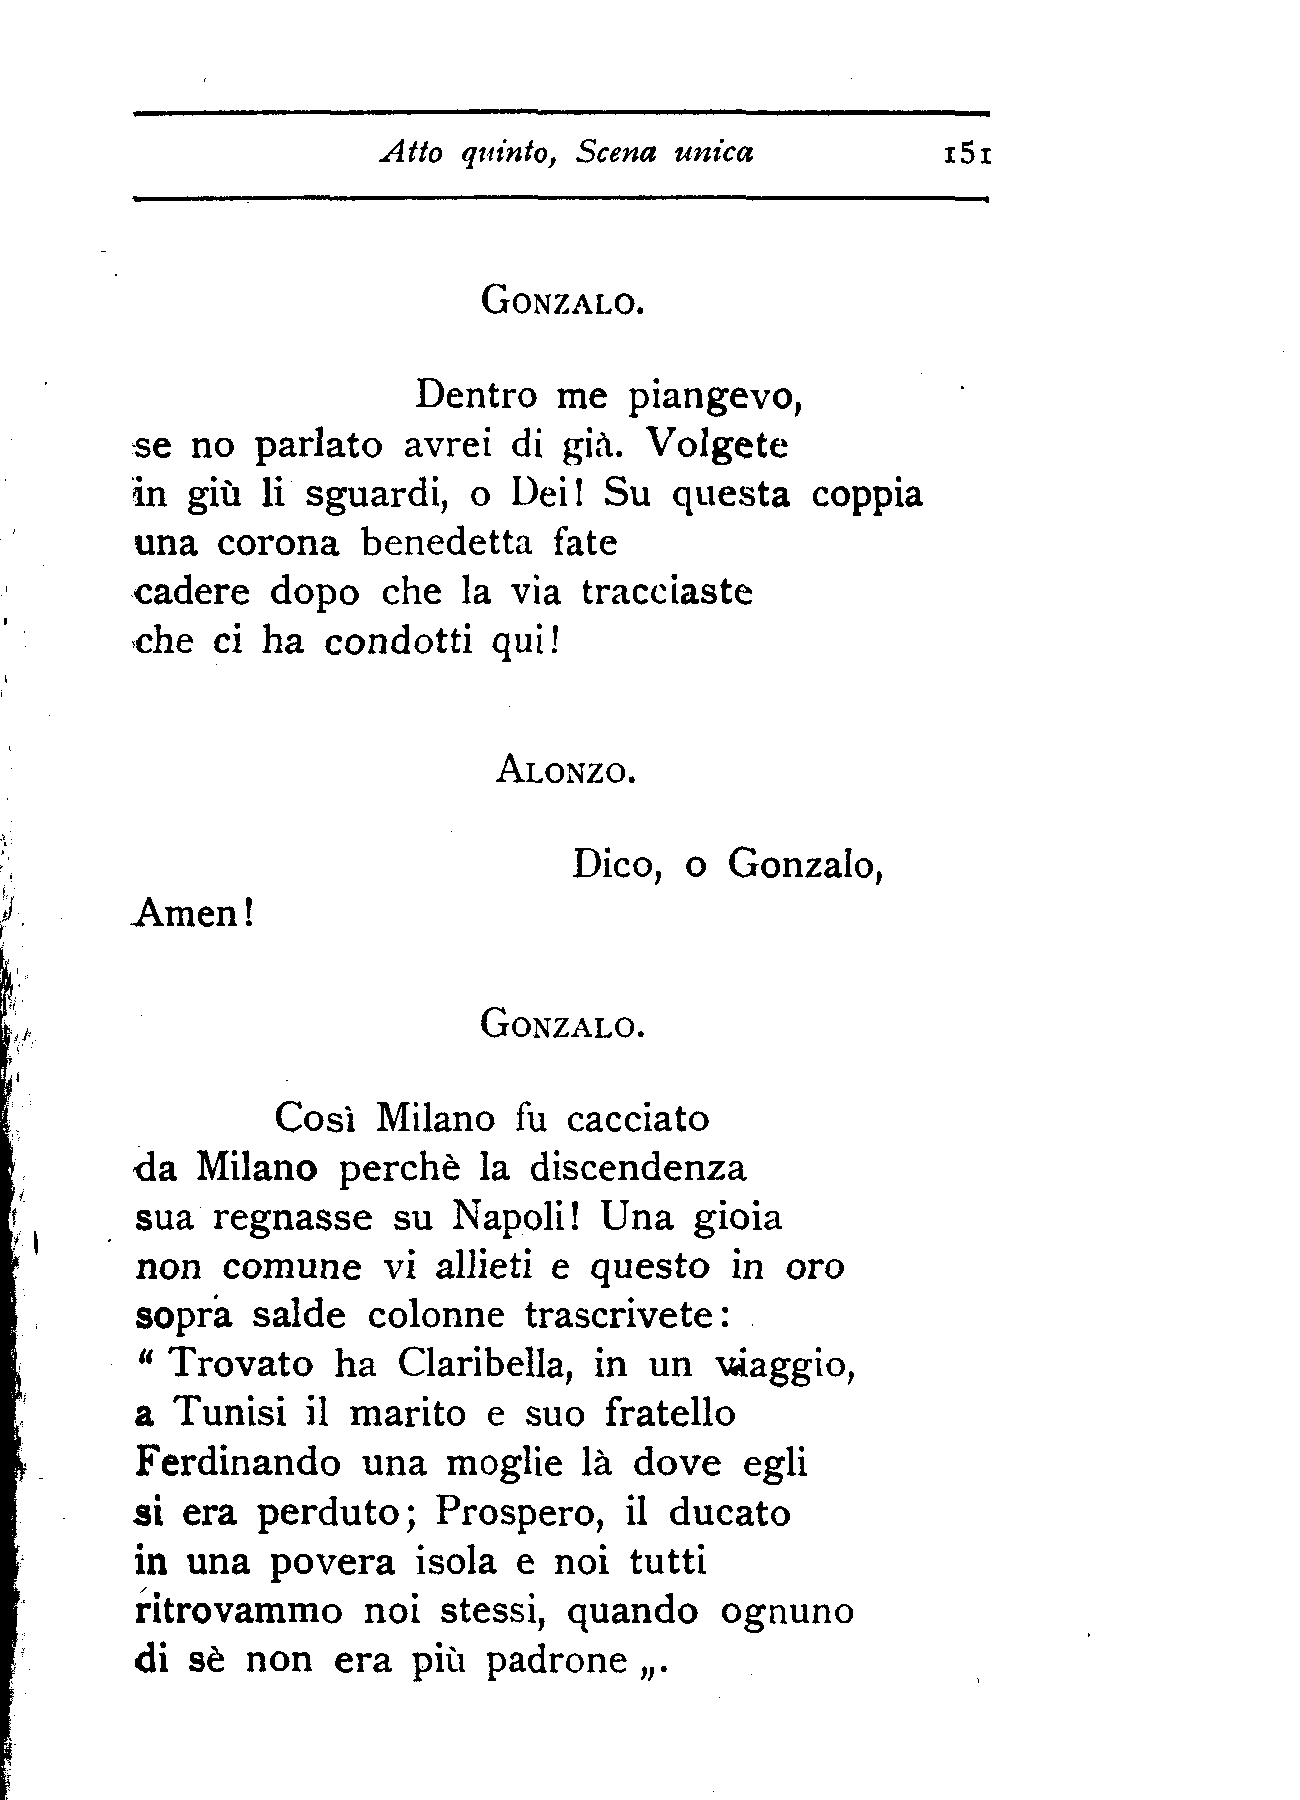 Atto quinto, Scena unica 151
GONZALO.
Dentro me piangevo,
se no parlato avrei di già. Volgete
in giù li sguardi, o Dei! Su questa coppia
una corona benedetta fate
cadere dopo che la via tracciaste
che ci ha condotti qui!
ALONZO.
Dico, o Gonzalo,
Amen!
GONZALO.
Così Milano fu cacciato
da Milano perchè la discendenza
sua regnasse su Napoli! Una gioia
non comune vi allieti e questo in oro
sopra salde colonne trascrivete:
“ Trovato ha Claribella, in un viaggio,
a Tunisi il marito e suo fratello
Ferdinando una moglie là dove egli
si era perduto; Prospero, il ducato
in una povera isola e noi tutti
ritrovammo noi stessi, quando ognuno
di sè non era più padrone „.